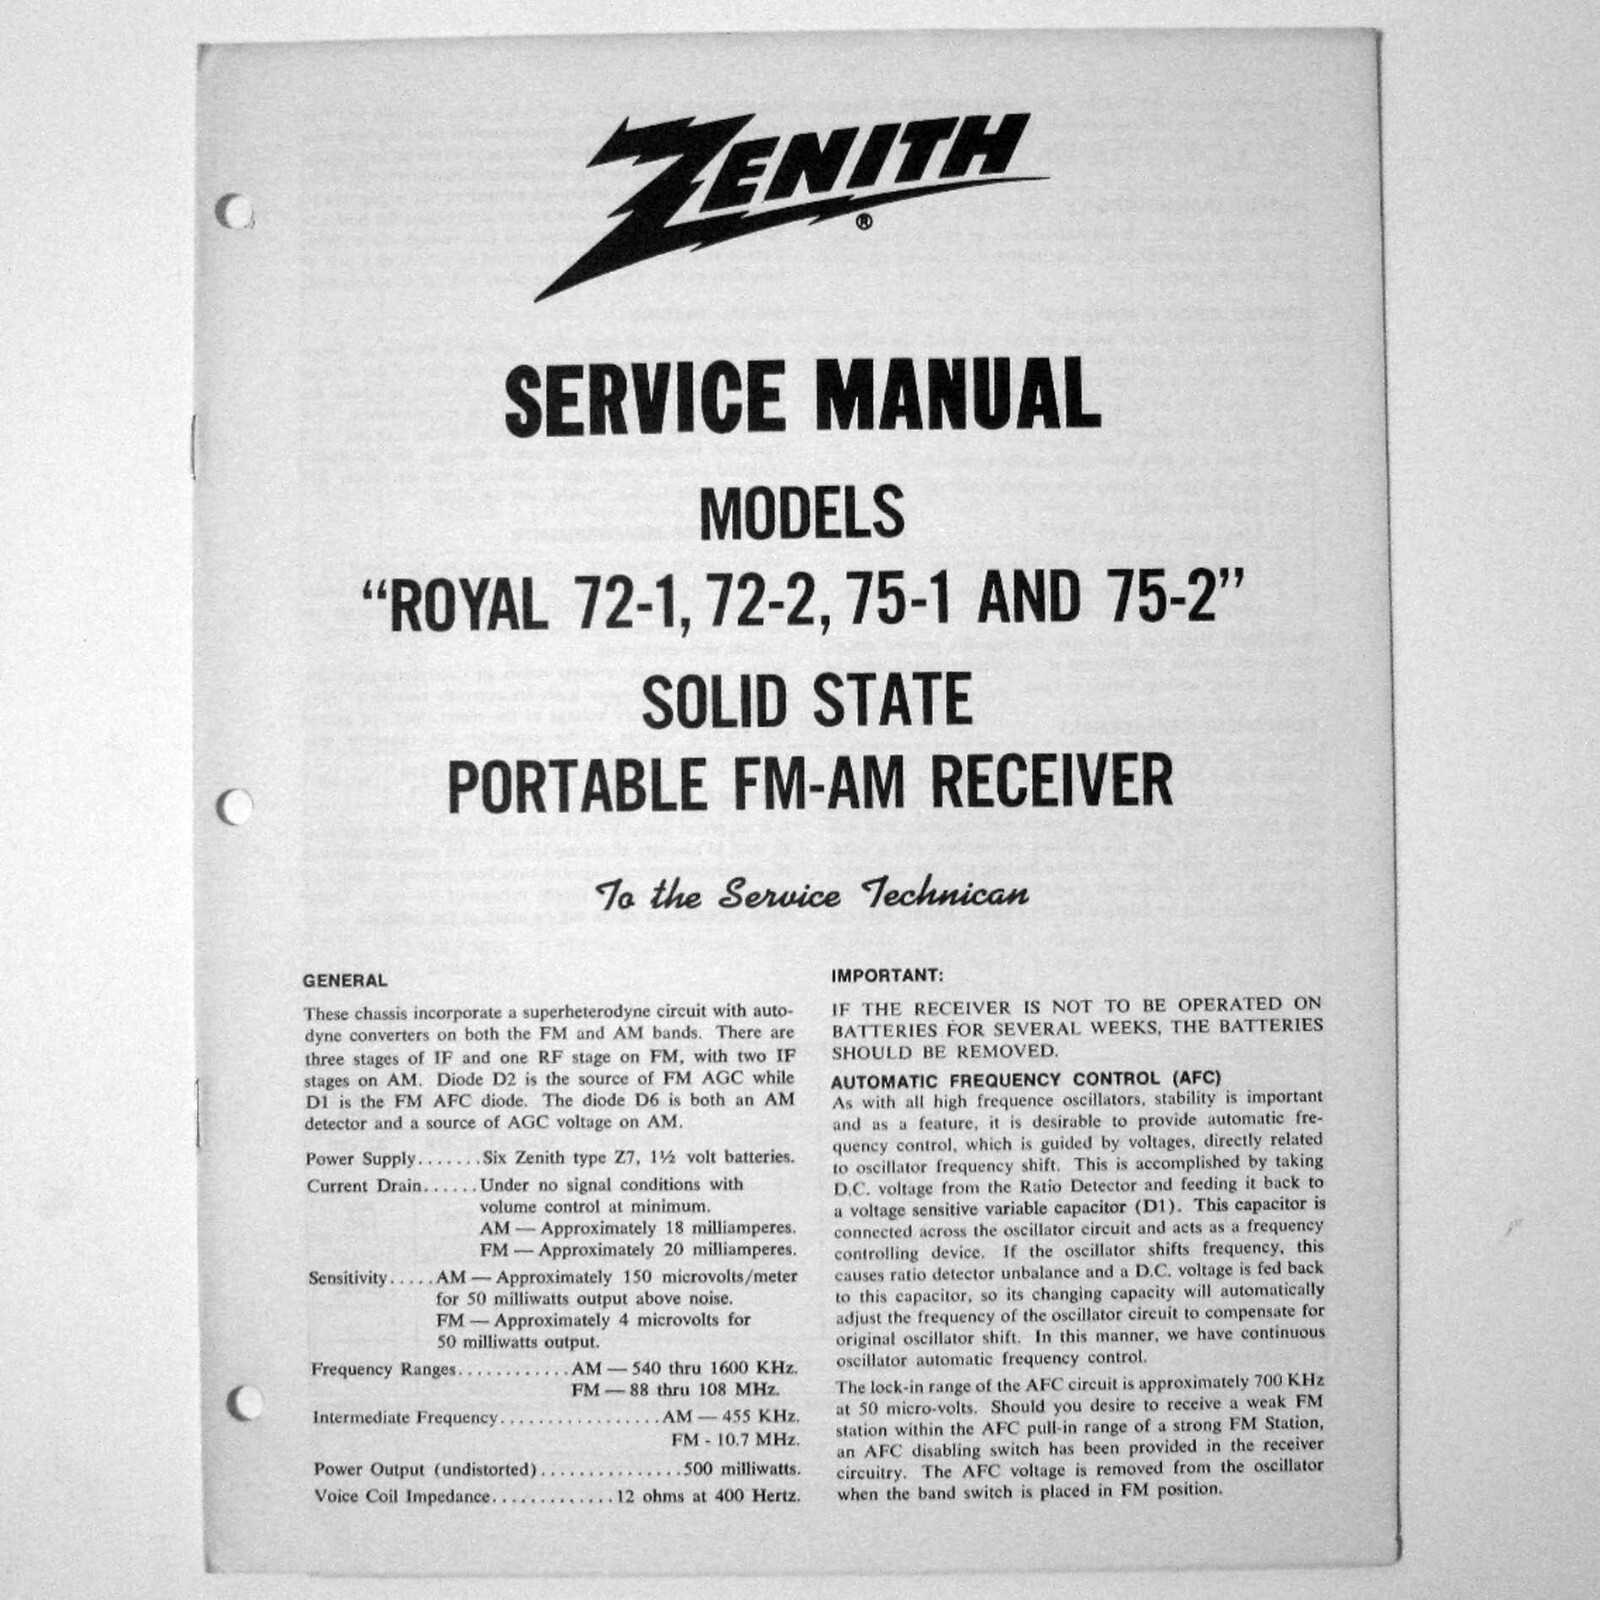 ZENITH
®
SERVICE MANUAL
MODELS
“ROYAL 72-1, 72-2, 75-1 AND 75-2”
SOLID STATE
PORTABLE FM-AM RECEIVER
To the Service Technican
GENERAL
These chassis incorporate a superheterodyne circuit with auto-
dyne converters on both the FM and AM bands. There are
three stages of IF and one RF stage on FM, with two IF
stages on AM. Diode D2 is the source of FM AGC while
D1 is the FM AFC diode. The diode D6 is both an AM
detector and a source of AGC voltage on AM.
Power Supply.......Six Zenith type Z7, 1½ volt batteries.
Current Drain......Under no signal conditions with
volume control at minimum.
AM — Approximately 18 milliamperes.
FM — Approximately 20 milliamperes.
Sensitivity.....AM — Approximately 150 microvolts/meter
for 50 milliwatts output above noise.
FM — Approximately 4 microvolts for
50 milliwatts output.
Frequency Ranges............AM — 540 thru 1600 KHz.
FM — 88 thru 108 MHz.
Intermediate Frequency.................AM — 455 KHz.
FM - 10.7 MHz.
Power Output (undistorted)...............500 milliwatts.
Voice Coil Impedance.............12 ohms at 400 Hertz.
IMPORTANT:
IF THE RECEIVER IS NOT TO BE OPERATED ON
BATTERIES FOR SEVERAL WEEKS, THE BATTERIES
SHOULD BE REMOVED.
AUTOMATIC FREQUENCY CONTROL (AFC)
As with all high frequence oscillators, stability is important
and as a feature, it is desirable to provide automatic fre-
quency control, which is guided by voltages, directly related
to oscillator frequency shift. This is accomplished by taking
D.C. voltage from the Ratio Detector and feeding it back to
a voltage sensitive variable capacitor (D1). This capacitor is
connected across the oscillator circuit and acts as a frequency
controlling device. If the oscillator shifts frequency, this
causes ratio detector unbalance and a D.C. voltage is fed back
to this capacitor, so its changing capacity will automatically
adjust the frequency of the oscillator circuit to compensate for
original oscillator shift. In this manner, we have continuous
oscillator automatic frequency control.
The lock-in range of the AFC circuit is approximately 700 KHz
at 50 micro-volts. Should you desire to receive a weak FM
station within the AFC pull-in range of a strong FM Station,
an AFC disabling switch has been provided in the receiver
circuitry. The AFC voltage is removed from the oscillator
when the band switch is placed in FM position.